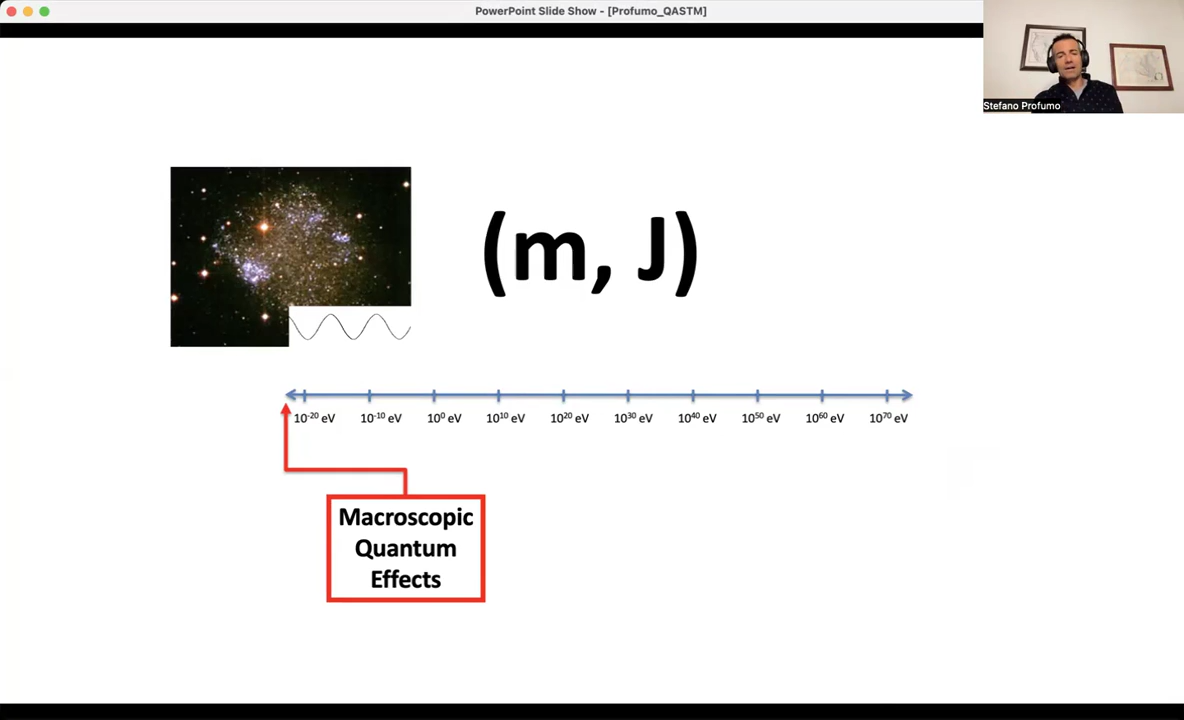 PowerPoint Slide Show - [Profumo_QASTM]
Stefano Profumo
(m, J)
10⁻²⁰ eV 10⁻¹⁰ eV 10⁰ eV 10¹⁰ eV 10²⁰ eV 10³⁰ eV 10⁴⁰ eV 10⁵⁰ eV 10⁶⁰ eV 10⁷⁰ eV
Macroscopic
Quantum
Effects